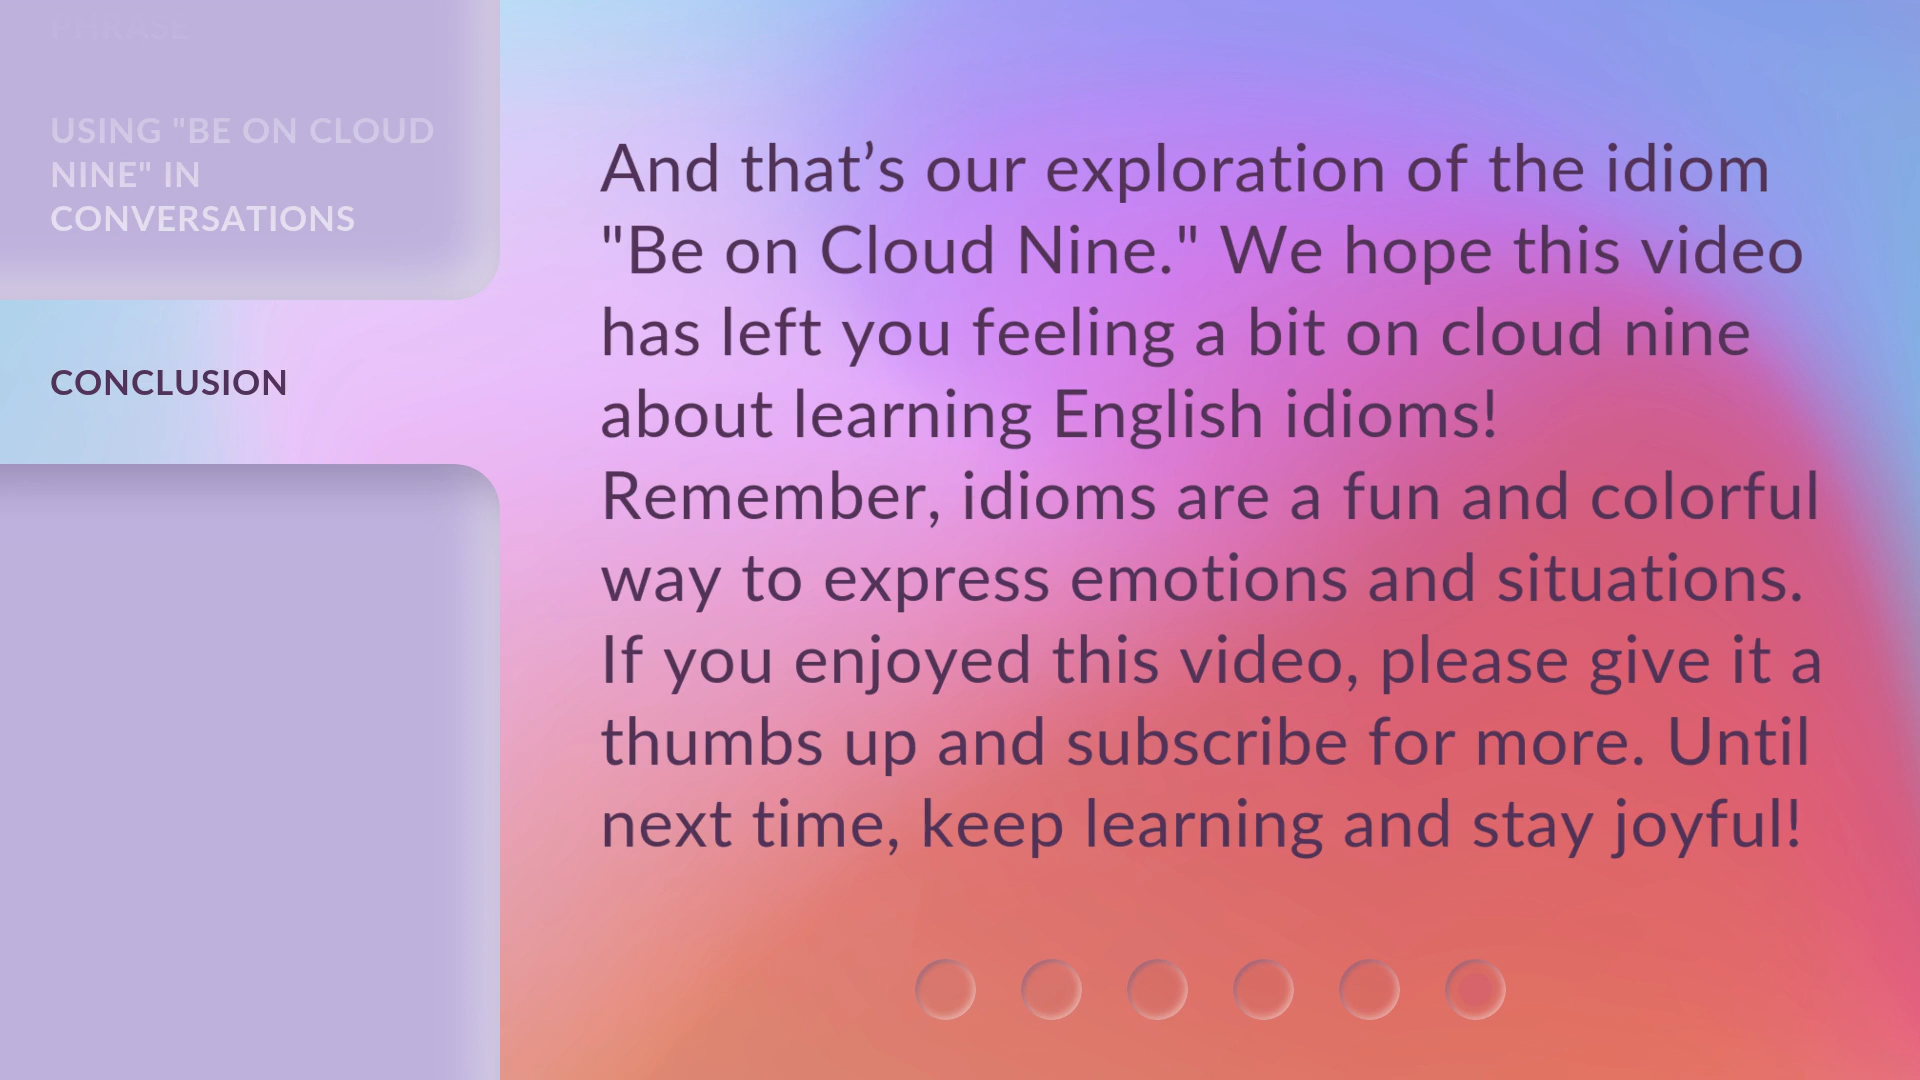 PHRASE
USING "BE ON CLOUD
NINE" IN
CONVERSATIONS
CONCLUSION
And that’s our exploration of the idiom
"Be on Cloud Nine." We hope this video
has left you feeling a bit on cloud nine
about learning English idioms!
Remember, idioms are a fun and colorful
way to express emotions and situations.
If you enjoyed this video, please give it a
thumbs up and subscribe for more. Until
next time, keep learning and stay joyful!